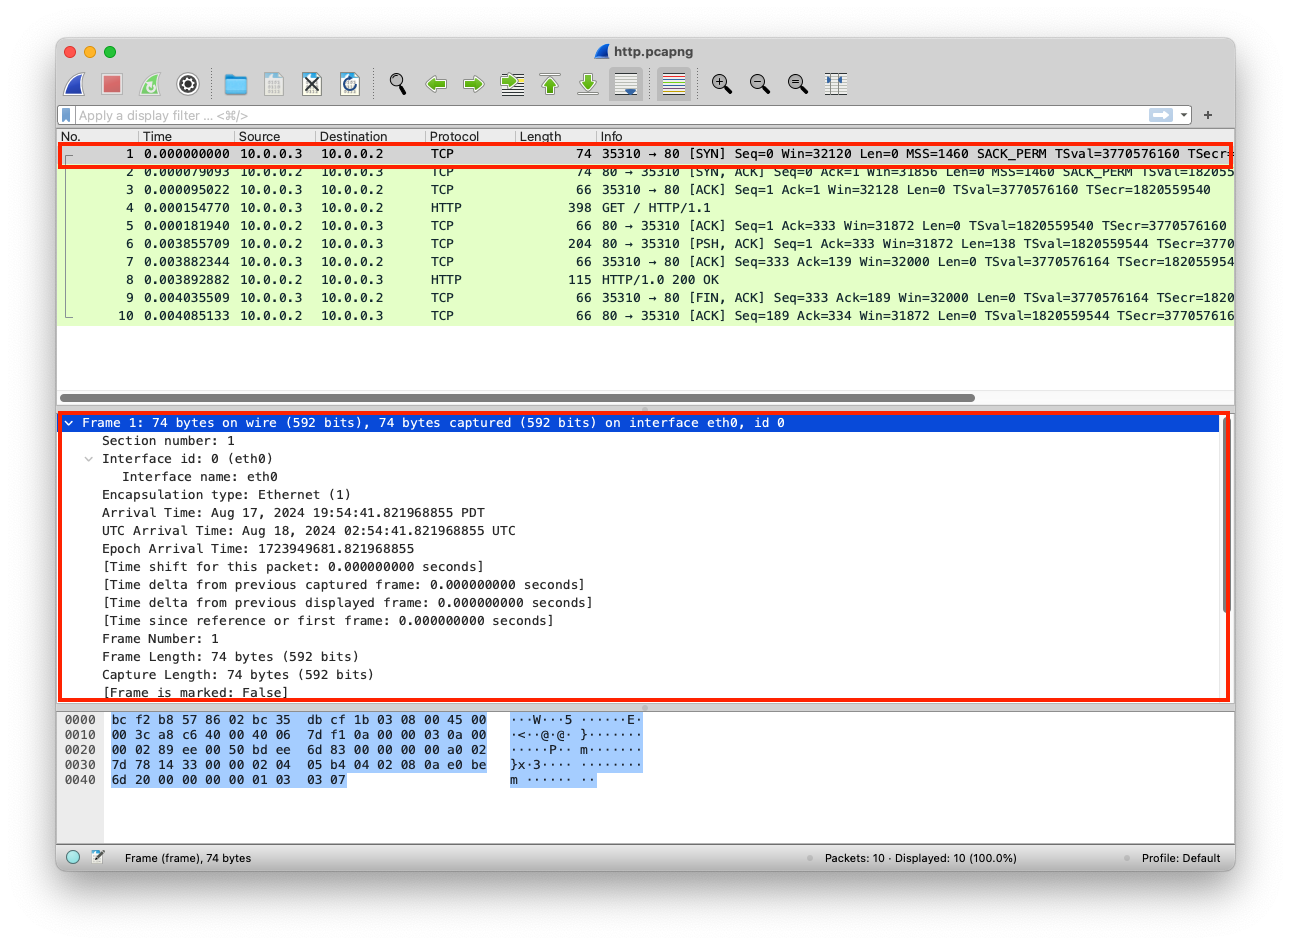 http.pcapng
Apply a display filter ... <⌘/>
No. Time Source Destination Protocol Length Info
1 0.000000000 10.0.0.3 10.0.0.2 TCP 74 35310 → 80 [SYN] Seq=0 Win=32120 Len=0 MSS=1460 SACK_PERM TSval=3770576160 TSecr=
2 0.000079093 10.0.0.2 10.0.0.3 TCP 74 80 → 35310 [SYN, ACK] Seq=0 Ack=1 Win=31856 Len=0 MSS=1460 SACK_PERM TSval=182055
3 0.000095022 10.0.0.3 10.0.0.2 TCP 66 35310 → 80 [ACK] Seq=1 Ack=1 Win=32128 Len=0 TSval=3770576160 TSecr=1820559540
4 0.000154770 10.0.0.3 10.0.0.2 HTTP 398 GET / HTTP/1.1
5 0.000181940 10.0.0.2 10.0.0.3 TCP 66 80 → 35310 [ACK] Seq=1 Ack=333 Win=31872 Len=0 TSval=1820559540 TSecr=3770576160
6 0.003855709 10.0.0.2 10.0.0.3 TCP 204 80 → 35310 [PSH, ACK] Seq=1 Ack=333 Win=31872 Len=138 TSval=1820559544 TSecr=3770
7 0.003882344 10.0.0.3 10.0.0.2 TCP 66 35310 → 80 [ACK] Seq=333 Ack=139 Win=32000 Len=0 TSval=3770576164 TSecr=182055954
8 0.003892882 10.0.0.2 10.0.0.3 HTTP 115 HTTP/1.0 200 OK
9 0.004035509 10.0.0.3 10.0.0.2 TCP 66 35310 → 80 [FIN, ACK] Seq=333 Ack=189 Win=32000 Len=0 TSval=3770576164 TSecr=1820
10 0.004085133 10.0.0.2 10.0.0.3 TCP 66 80 → 35310 [ACK] Seq=189 Ack=334 Win=31872 Len=0 TSval=1820559544 TSecr=377057616
Frame 1: 74 bytes on wire (592 bits), 74 bytes captured (592 bits) on interface eth0, id 0
Section number: 1
Interface id: 0 (eth0)
Interface name: eth0
Encapsulation type: Ethernet (1)
Arrival Time: Aug 17, 2024 19:54:41.821968855 PDT
UTC Arrival Time: Aug 18, 2024 02:54:41.821968855 UTC
Epoch Arrival Time: 1723949681.821968855
[Time shift for this packet: 0.000000000 seconds]
[Time delta from previous captured frame: 0.000000000 seconds]
[Time delta from previous displayed frame: 0.000000000 seconds]
[Time since reference or first frame: 0.000000000 seconds]
Frame Number: 1
Frame Length: 74 bytes (592 bits)
Capture Length: 74 bytes (592 bits)
[Frame is marked: False]
0000 bc f2 b8 57 86 02 bc 35 db cf 1b 03 08 00 45 00 ···W···5 ······E·
0010 00 3c a8 c6 40 00 40 06 7d f1 0a 00 00 03 0a 00 ·<··@·@· }·······
0020 00 02 89 ee 00 50 bd ee 6d 83 00 00 00 00 a0 02 ·····P·· m·······
0030 7d 78 14 33 00 00 02 04 05 b4 04 02 08 0a e0 be }x·3···· ········
0040 6d 20 00 00 00 00 01 03 03 07 m ······ ··
Frame (frame), 74 bytes
Packets: 10 · Displayed: 10 (100.0%)
Profile: Default